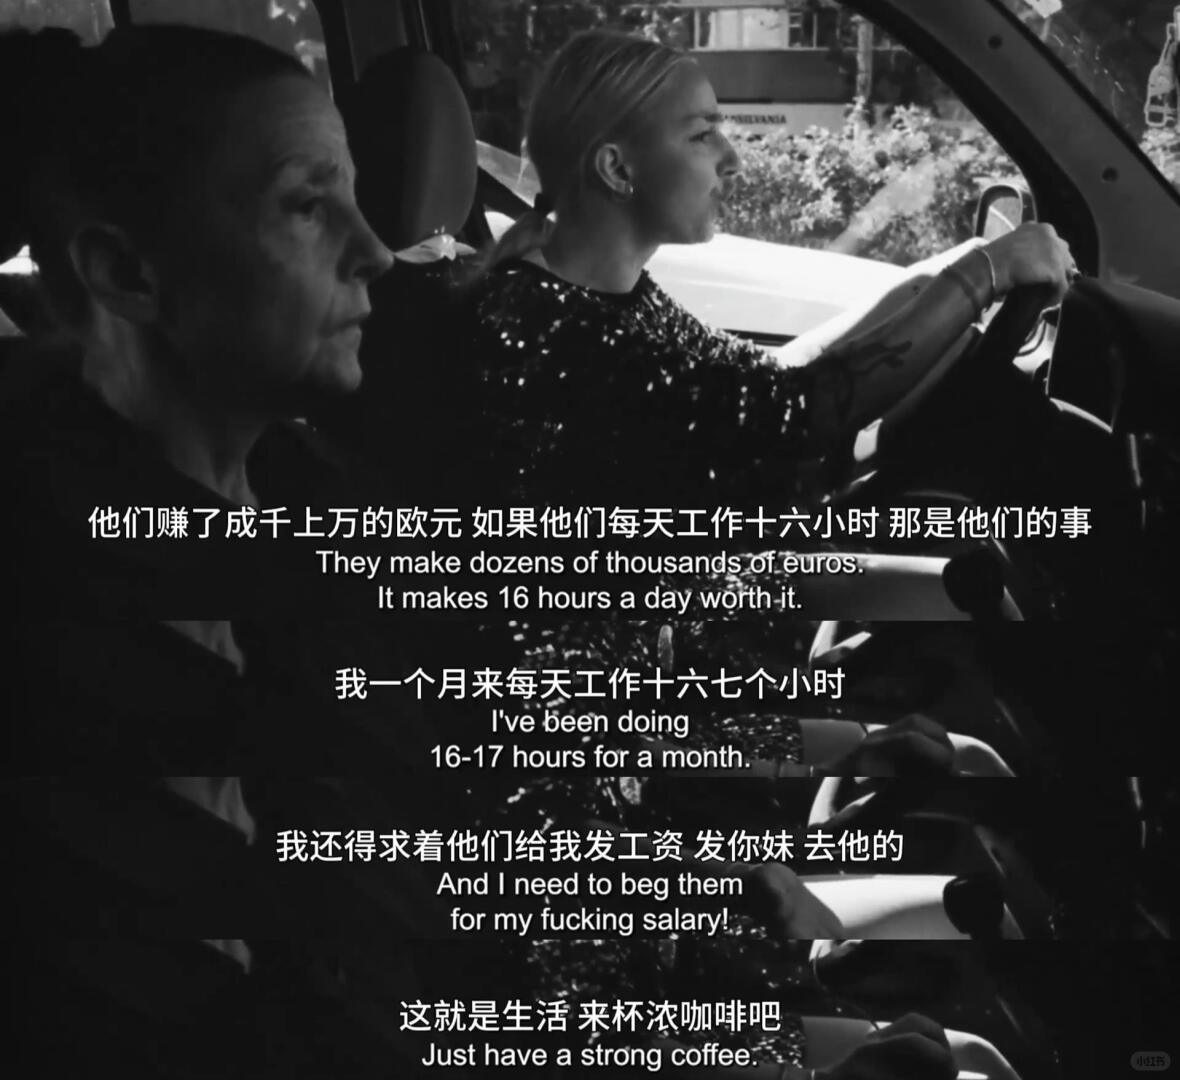 他们赚了成千上万的欧元 如果他们每天工作十六小时 那是他们的事
They make dozens of thousands of euros.
It makes 16 hours a day worth it.
我一个月来每天工作十六七个小时
I've been doing
16-17 hours for a month.
我还得求着他们给我发工资 发你妹 去他的
And I need to beg them
for my fucking salary!
这就是生活 来杯浓咖啡吧
Just have a strong coffee.
小红书